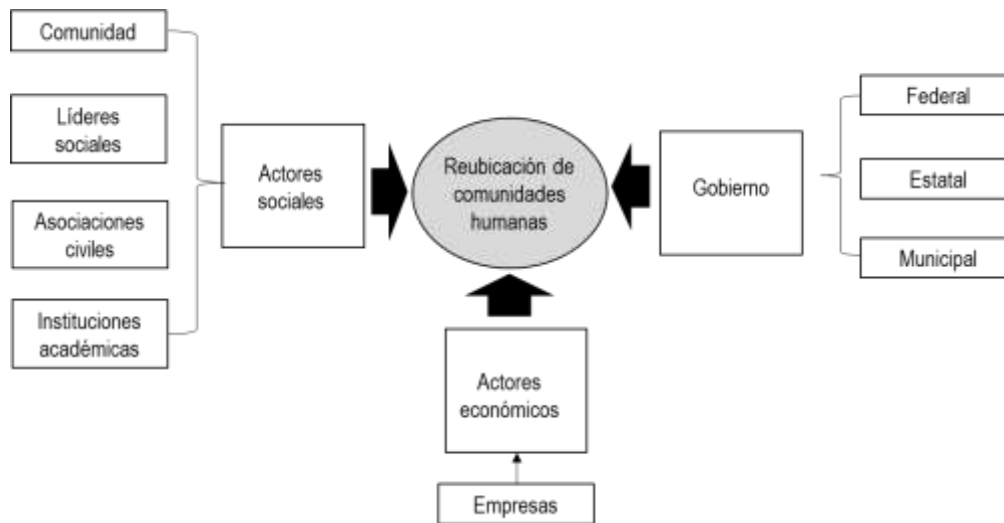 Comunidad
Líderes
sociales
Asociaciones
civiles
Instituciones
académicas
Actores
sociales
Reubicación de
comunidades
humanas
Gobierno
Federal
Estatal
Municipal
Actores
económicos
Empresas